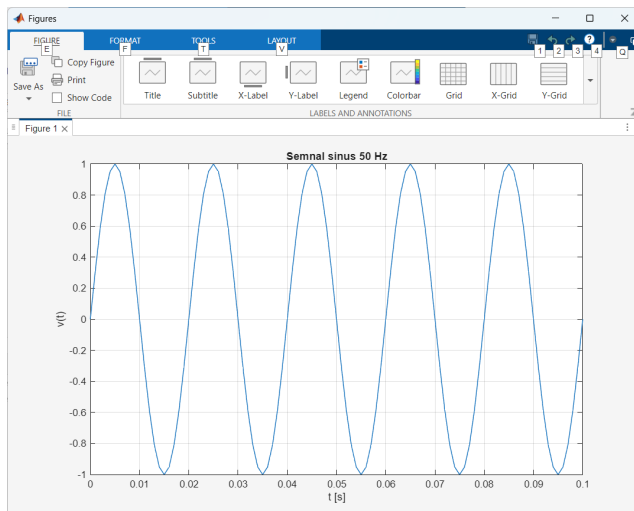 Figures
FIGURE FORMAT TOOLS LAYOUT
E F T V 1 2 3 4 Q
Save As
Copy Figure
Print
Show Code
Title Subtitle X-Label Y-Label Legend Colorbar Grid X-Grid Y-Grid
FILE LABELS AND ANNOTATIONS
Figure 1
Semnal sinus 50 Hz
1
0.8
0.6
0.4
0.2
0
-0.2
-0.4
-0.6
-0.8
-1
v(t)
0 0.01 0.02 0.03 0.04 0.05 0.06 0.07 0.08 0.09 0.1
t [s]